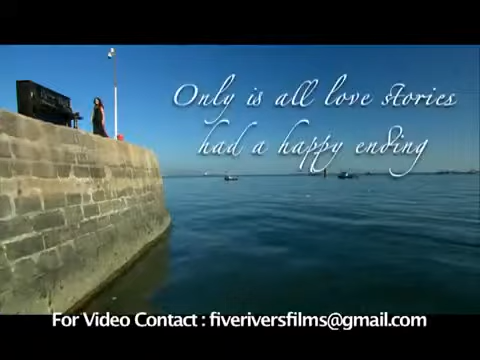 Only is all love stories
had a happy ending
For Video Contact : fiveriversfilms@gmail.com